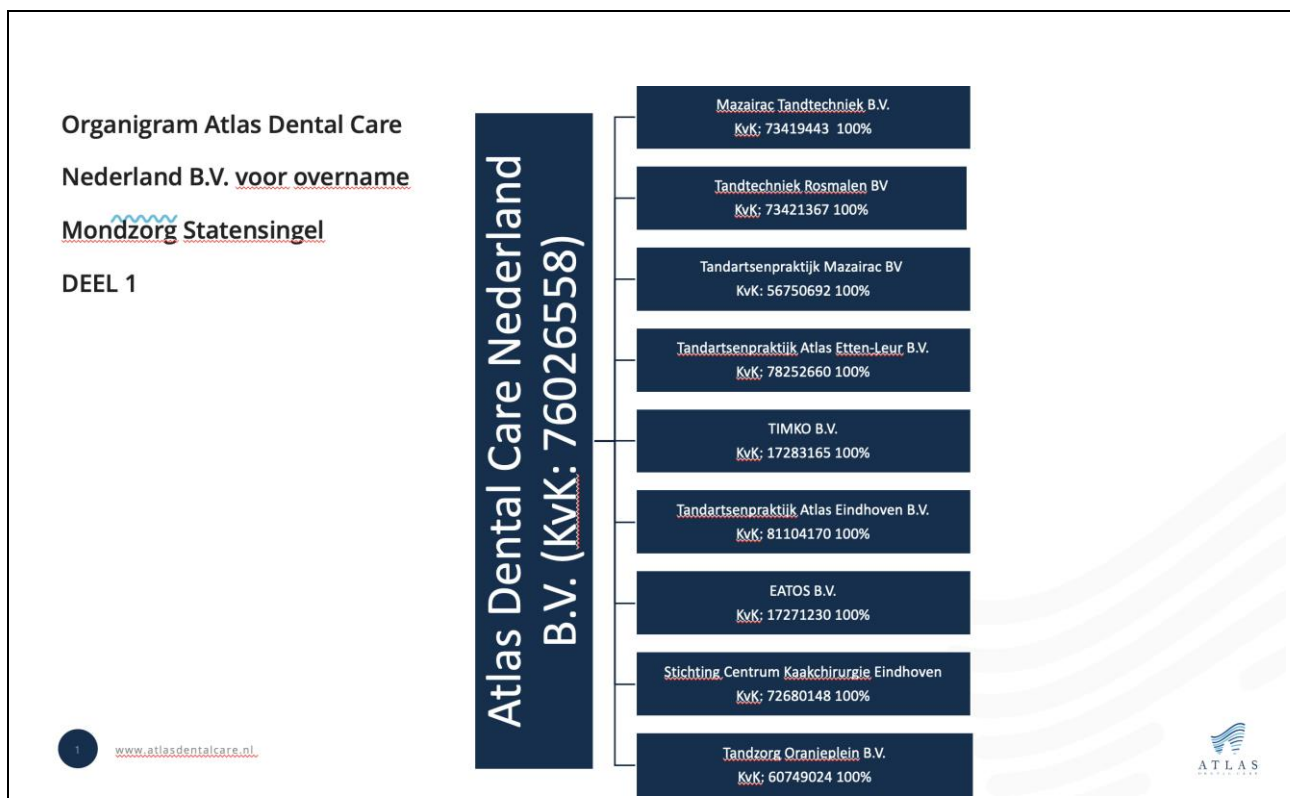 Organigram Atlas Dental Care
Nederland B.V. voor overname
Mondzorg Statensingel
DEEL 1
Atlas Dental Care Nederland
B.V. (KvK: 76026558)
Mazairac Tandtechniek B.V.
KvK: 73419443 100%
Tandtechniek Rosmalen BV
KvK: 73421367 100%
Tandartsenpraktijk Mazairac BV
KvK: 56750692 100%
Tandartsenpraktijk Atlas Etten-Leur B.V.
KvK: 78252660 100%
TIMKO B.V.
KvK: 17283165 100%
Tandartsenpraktijk Atlas Eindhoven B.V.
KvK: 81104170 100%
EATOS B.V.
KvK: 17271230 100%
Stichting Centrum Kaakchirurgie Eindhoven
KvK: 72680148 100%
Tandzorg Oranjeplein B.V.
KvK: 60749024 100%
1
www.atlasdentalcare.nl
ATLAS
DENTAL CARE